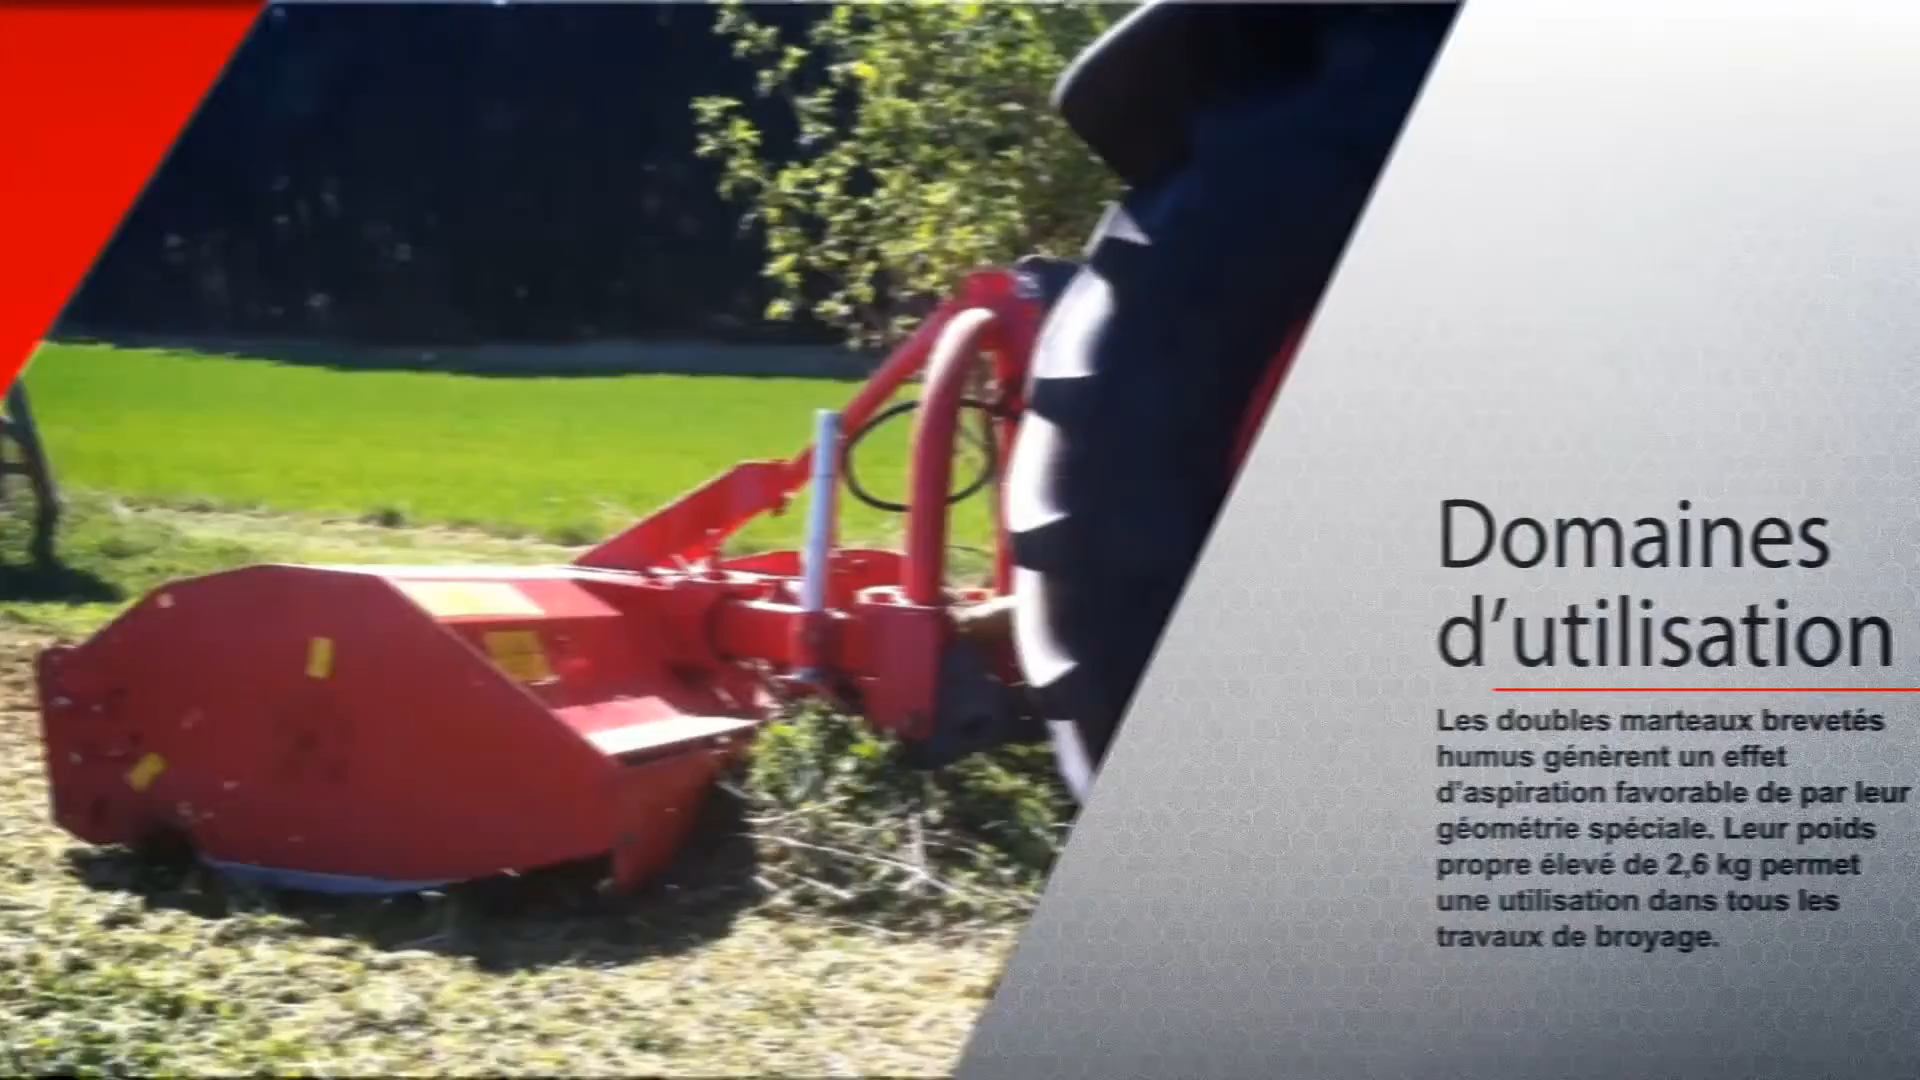 Domaines
d’utilisation
Les doubles marteaux brevetés
humus génèrent un effet
d'aspiration favorable de par leur
géométrie spéciale. Leur poids
propre élevé de 2,6 kg permet
une utilisation dans tous les
travaux de broyage.